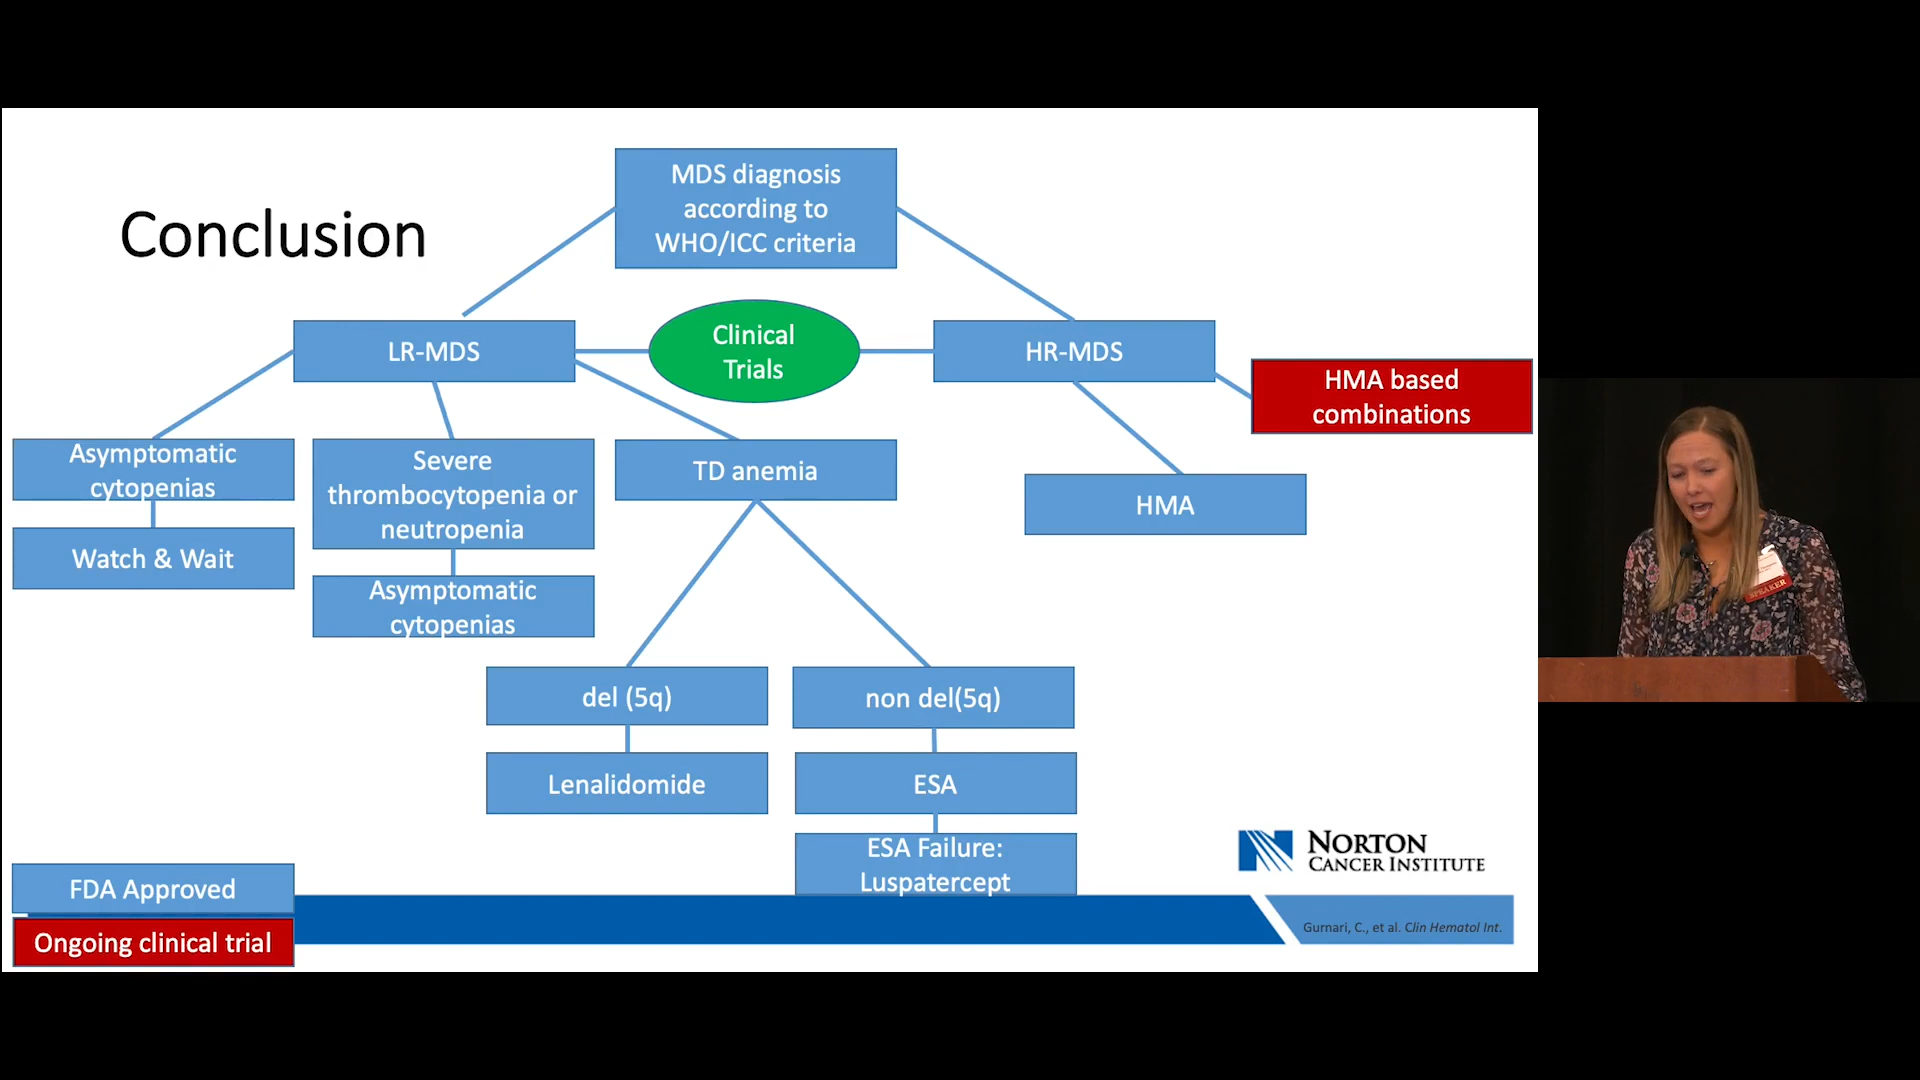 Conclusion
MDS diagnosis
according to
WHO/ICC criteria
LR-MDS
Clinical
Trials
HR-MDS
HMA based
combinations
Asymptomatic
cytopenias
Severe
thrombocytopenia or
neutropenia
TD anemia
HMA
Watch & Wait
Asymptomatic
cytopenias
del (5q)
non del(5q)
Lenalidomide
ESA
ESA Failure:
Luspatercept
NORTON
CANCER INSTITUTE
FDA Approved
Ongoing clinical trial
Gurnari, C., et al. Clin Hematol Int.
SPEAKER